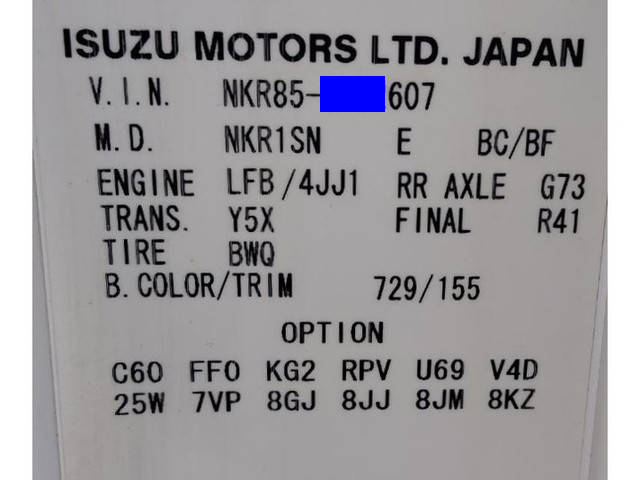 ISUZU MOTORS LTD. JAPAN
V.I.N. NKR85- 607
M.D. NKR1SN E BC/BF
ENGINE LFB/4JJ1 RR AXLE G73
TRANS. Y5X FINAL R41
TIRE BWQ
B.COLOR/TRIM 729/155
OPTION
C60 FF0 KG2 RPV U69 V4D
25W 7VP 8GJ 8JJ 8JM 8KZ